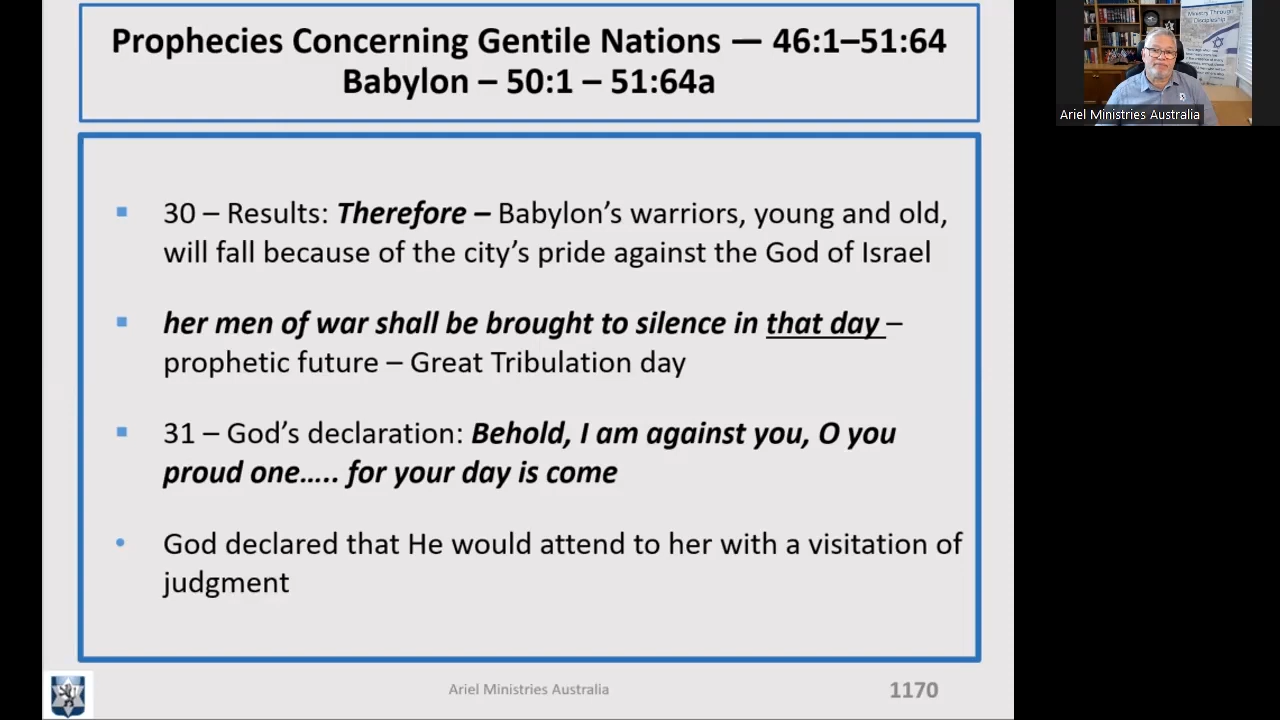 Prophecies Concerning Gentile Nations — 46:1–51:64
Babylon – 50:1 – 51:64a
30 – Results: Therefore – Babylon’s warriors, young and old,
will fall because of the city’s pride against the God of Israel
her men of war shall be brought to silence in that day –
prophetic future – Great Tribulation day
31 – God’s declaration: Behold, I am against you, O you
proud one….. for your day is come
God declared that He would attend to her with a visitation of
judgment
Ariel Ministries Australia
1170
Ministry Through
Discipleship
Ariel Ministries Australia